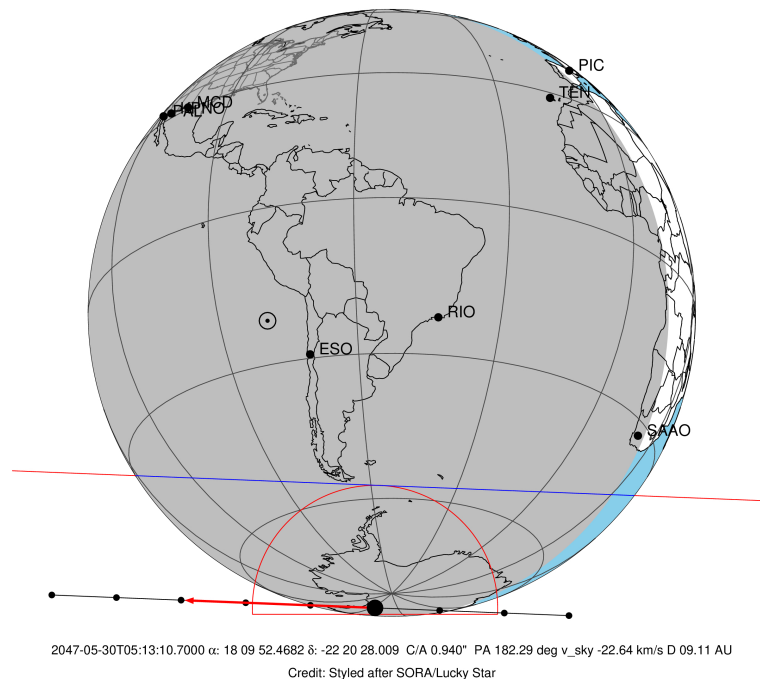 PIC
TEN
MCD
PALNO
RIO
ESO
SAAO
2047-05-30T05:13:10.7000 α: 18 09 52.4682 δ: -22 20 28.009 C/A 0.940" PA 182.29 deg v_sky -22.64 km/s D 09.11 AU
Credit: Styled after SORA/Lucky Star